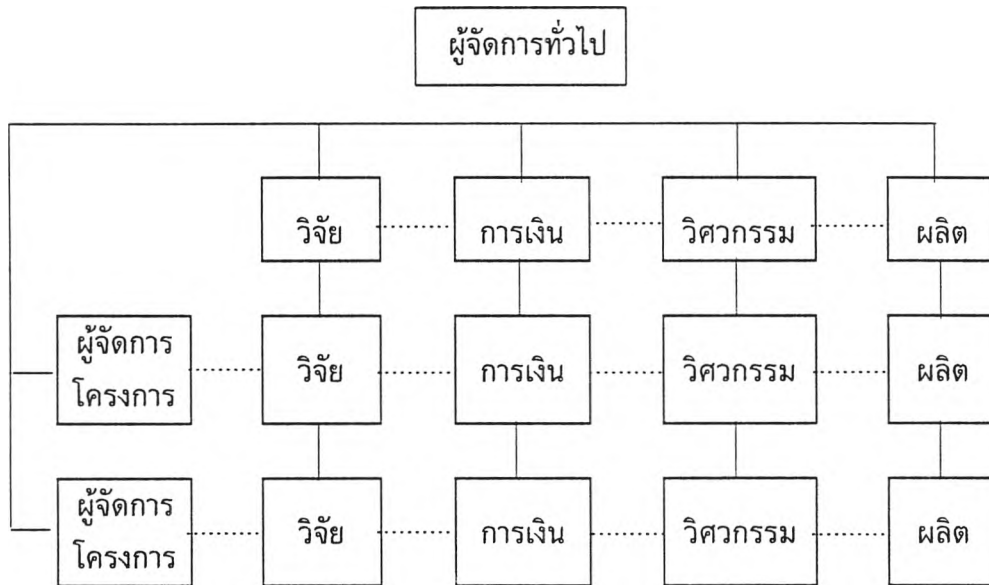 ผู้จัดการทั่วไป
วิจัย การเงิน วิศวกรรม ผลิต
ผู้จัดการ
โครงการ
วิจัย การเงิน วิศวกรรม ผลิต
ผู้จัดการ
โครงการ
วิจัย การเงิน วิศวกรรม ผลิต